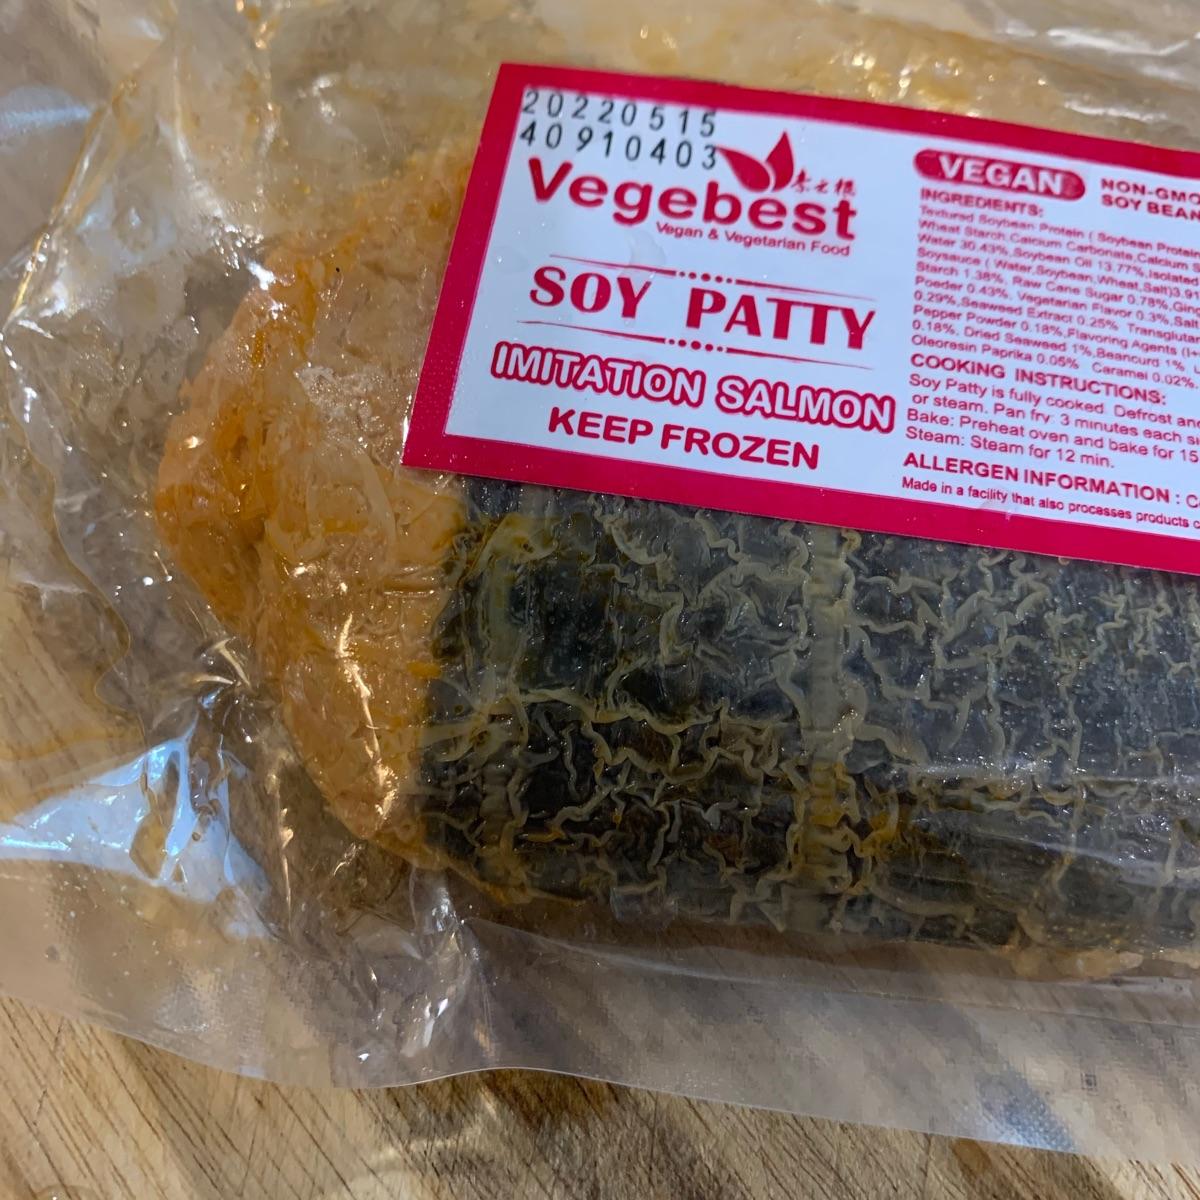 20220515
40910403
Vegebest
Vegan & Vegetarian Food
SOY PATTY
IMITATION SALMON
KEEP FROZEN
VEGAN
NON-GMO
SOY BEAN
INGREDIENTS:
Textured Soybean Protein ( Soybean Protein
Wheat Starch, Calcium Carbonate, Calcium
Water 30.43%, Soybean Oil 13.77%, Isolated
Soysauce ( Water, Soybean, Wheat, Salt)3.91
Starch 1.38%, Raw Cane Sugar 0.78%,
Powder 0.43%, Vegetarian Flavor 0.3%, Salt
0.29%, Seaweed Extract 0.25%
Pepper Powder 0.18%, Flavoring Agents
0.18%, Dried Seaweed 1%, Beancurd 1%,
Oleoresin Paprika 0.05% Caramel 0.02%
COOKING INSTRUCTIONS:
Soy Patty is fully cooked. Defrost and
or steam. Pan fry: 3 minutes each
Bake: Preheat oven and bake for 15
Steam: Steam for 12 min.
ALLERGEN INFORMATION :
Made in a facility that also processes products